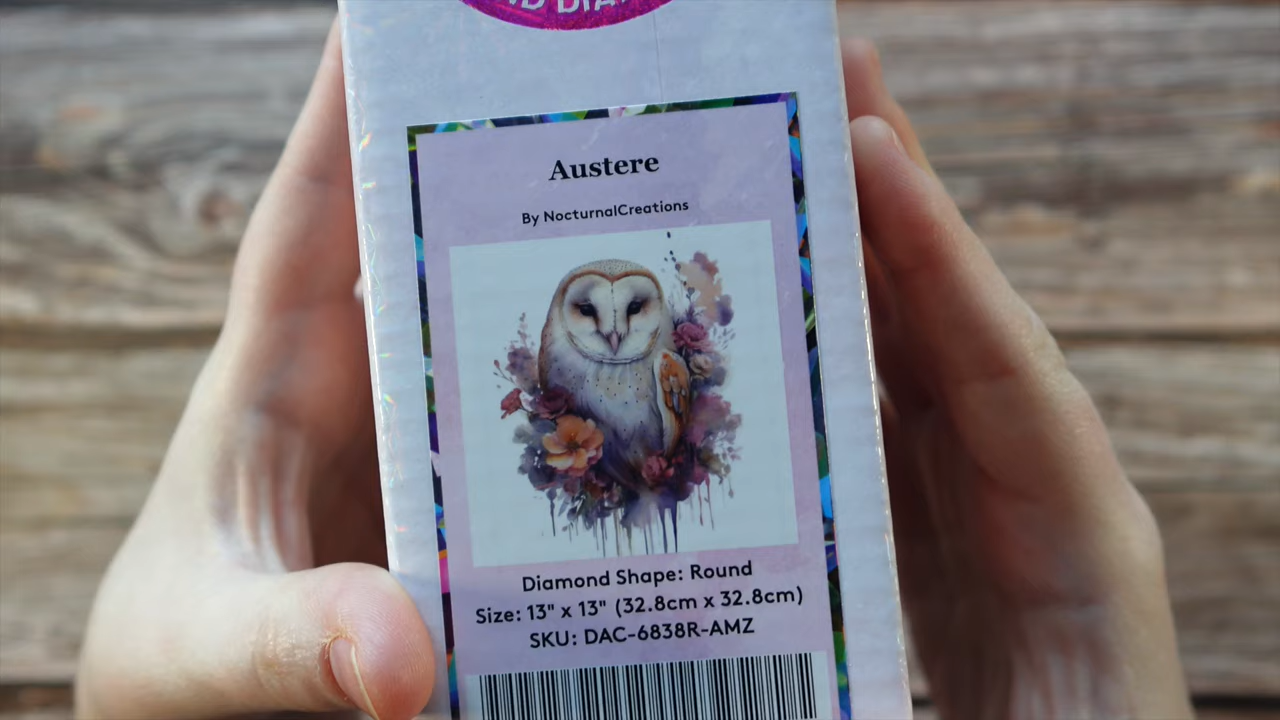 Austere
By NocturnalCreations
Diamond Shape: Round
Size: 13" x 13" (32.8cm x 32.8cm)
SKU: DAC-6838R-AMZ